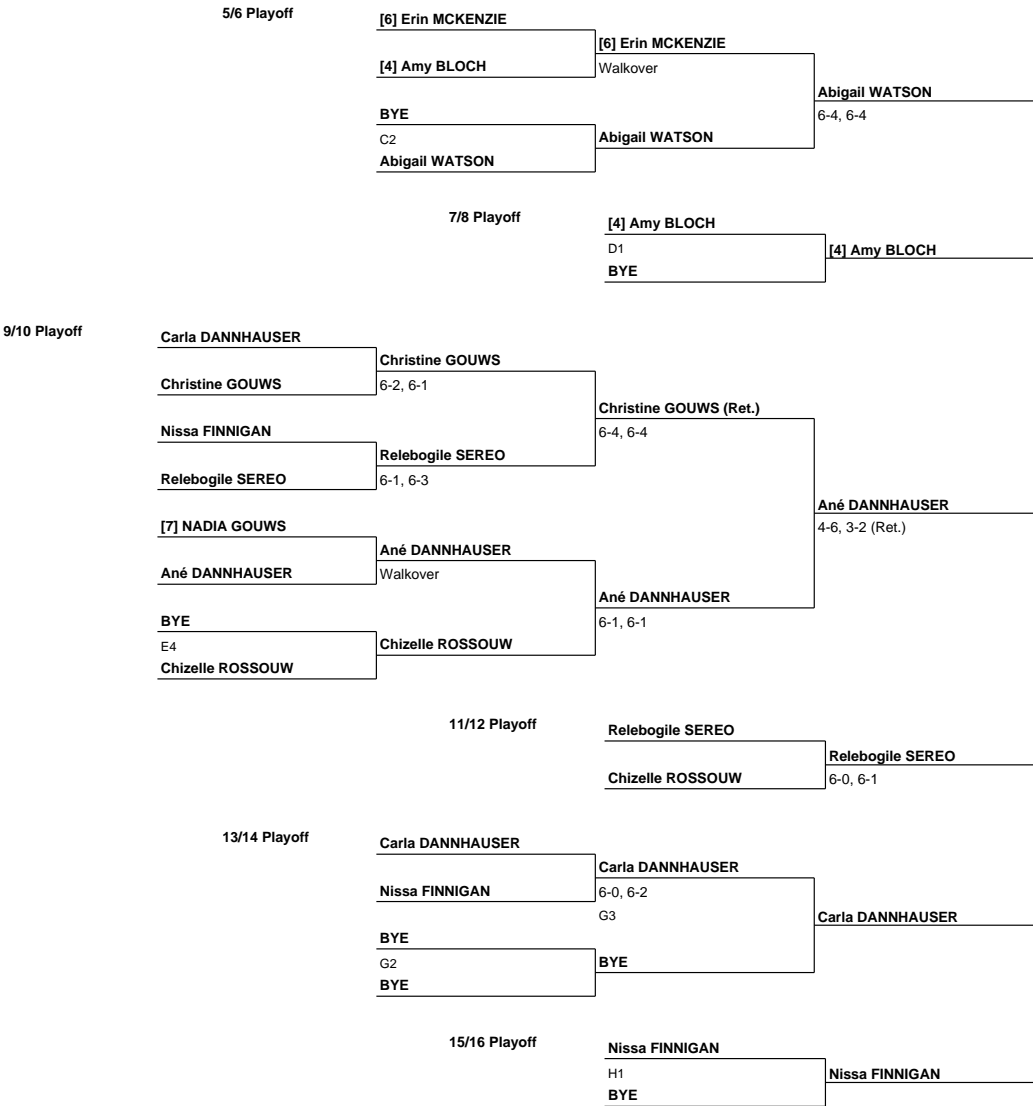 5/6 Playoff
[6] Erin MCKENZIE
[6] Erin MCKENZIE
[4] Amy BLOCH
Walkover
Abigail WATSON
BYE
6-4, 6-4
C2
Abigail WATSON
Abigail WATSON
7/8 Playoff
[4] Amy BLOCH
D1
[4] Amy BLOCH
BYE
9/10 Playoff
Carla DANNHAUSER
Christine GOUWS
Christine GOUWS
6-2, 6-1
Christine GOUWS (Ret.)
Nissa FINNIGAN
6-4, 6-4
Relebogile SEREO
Relebogile SEREO
6-1, 6-3
Ané DANNHAUSER
[7] NADIA GOUWS
4-6, 3-2 (Ret.)
Ané DANNHAUSER
Ané DANNHAUSER
Walkover
Ané DANNHAUSER
BYE
6-1, 6-1
E4
Chizelle ROSSOUW
Chizelle ROSSOUW
11/12 Playoff
Relebogile SEREO
Relebogile SEREO
Chizelle ROSSOUW
6-0, 6-1
13/14 Playoff
Carla DANNHAUSER
Carla DANNHAUSER
Nissa FINNIGAN
6-0, 6-2
G3
Carla DANNHAUSER
BYE
G2
BYE
BYE
15/16 Playoff
Nissa FINNIGAN
H1
Nissa FINNIGAN
BYE